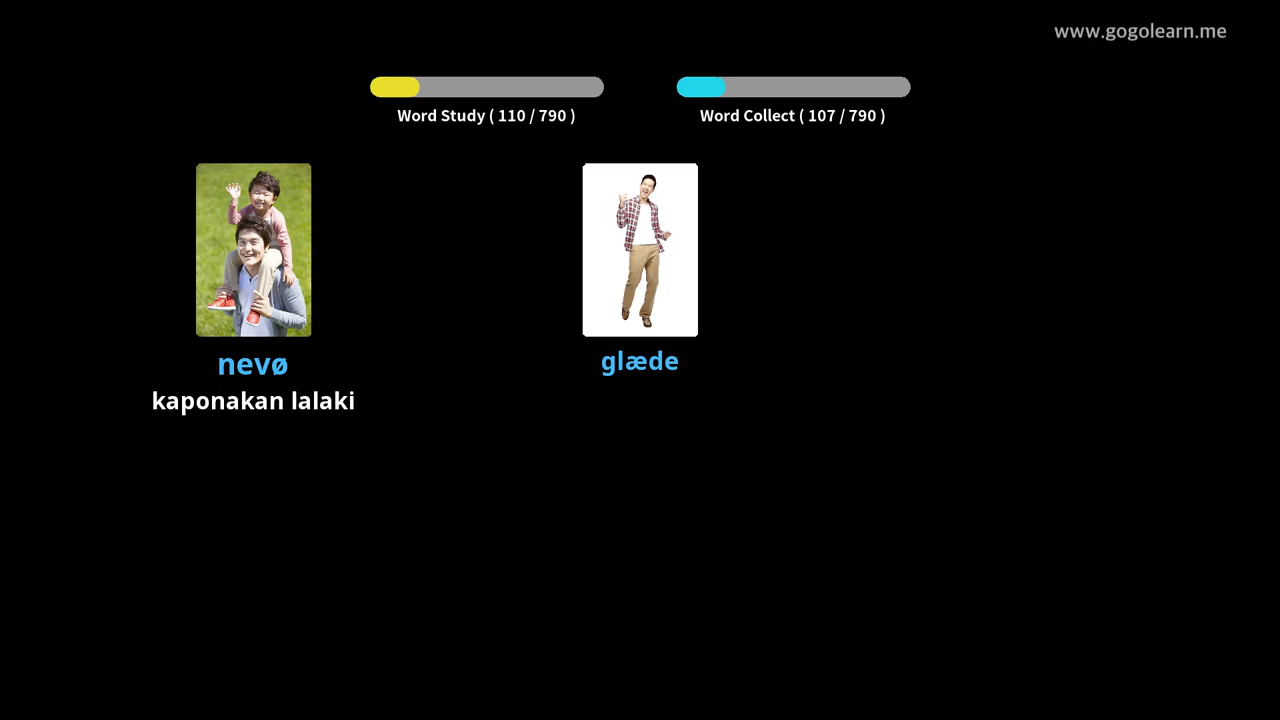 www.gogolearn.me
Word Study ( 110 / 790 )
Word Collect ( 107 / 790 )
nevø
kaponakan lalaki
glæde